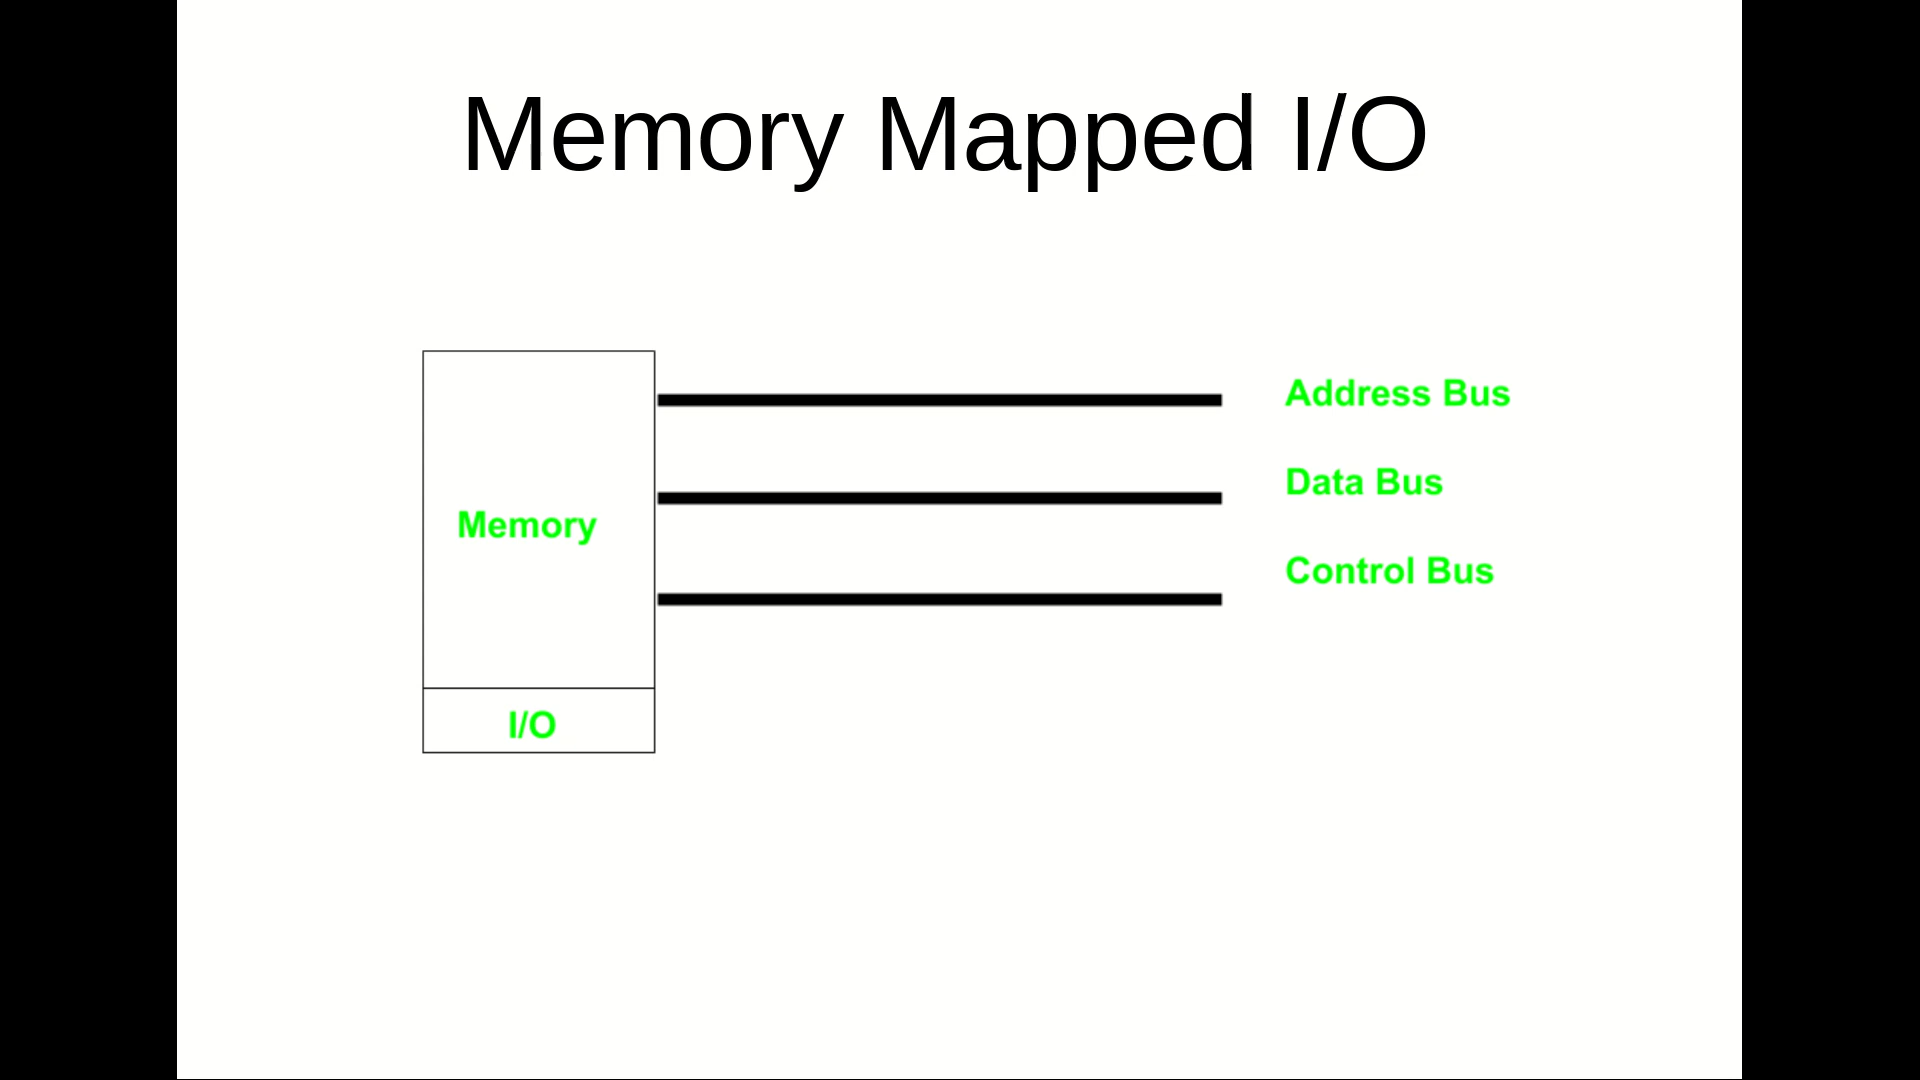 Memory Mapped I/O
Address Bus
Data Bus
Memory
Control Bus
I/O